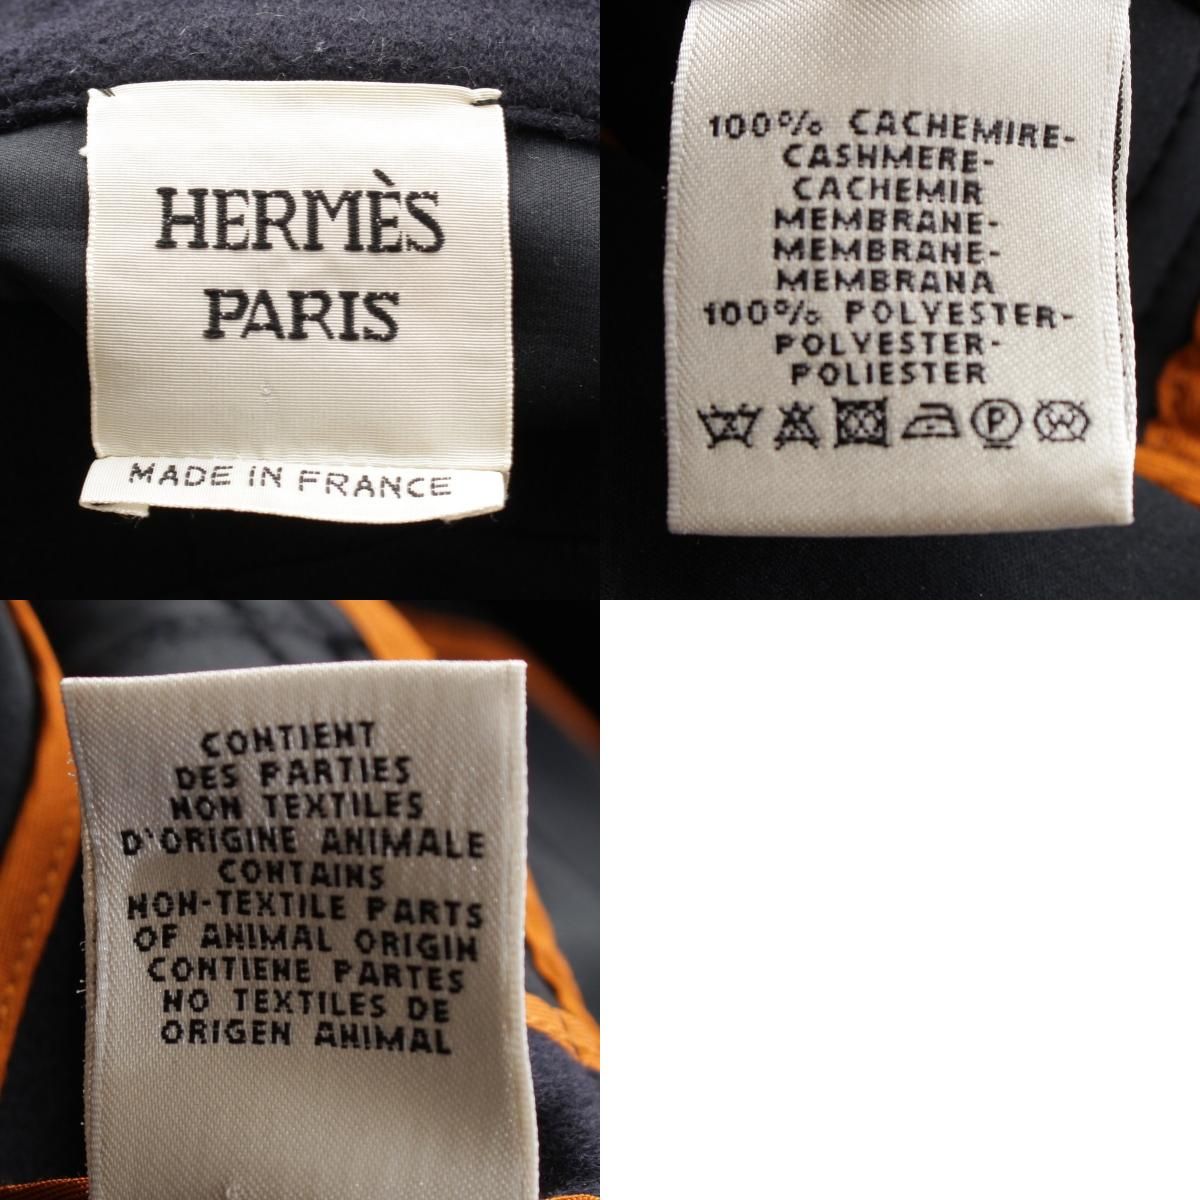 HERMÈS
PARIS
MADE IN FRANCE
100% CACHEMIRE-
CASHMERE-
CACHEMIR
MEMBRANE-
MEMBRANE-
MEMBRANA
100% POLYESTER-
POLYESTER-
POLIESTER
P W
CONTIENT
DES PARTIES
NON TEXTILES
D'ORIGINE ANIMALE
CONTAINS
NON-TEXTILE PARTS
OF ANIMAL ORIGIN
CONTIENE PARTES
NO TEXTILES DE
ORIGEN ANIMAL